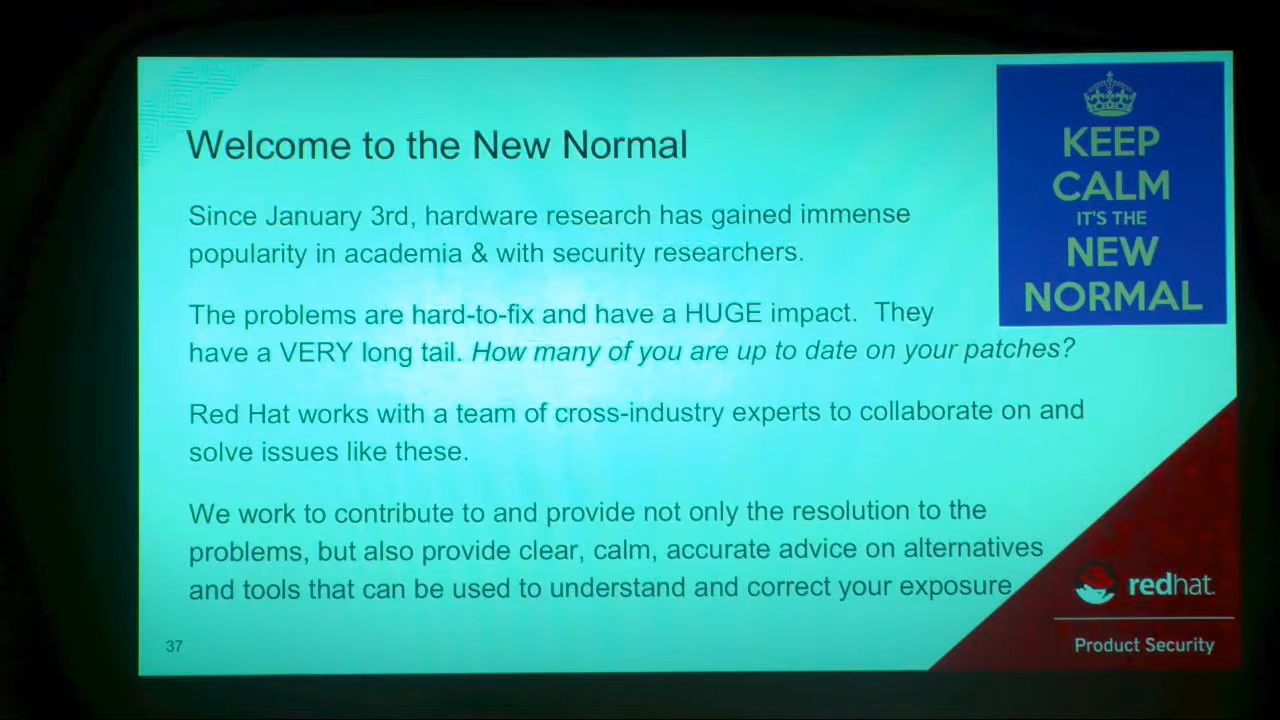 Welcome to the New Normal
Since January 3rd, hardware research has gained immense
popularity in academia & with security researchers.
The problems are hard-to-fix and have a HUGE impact.  They
have a VERY long tail. How many of you are up to date on your patches?
Red Hat works with a team of cross-industry experts to collaborate on and
solve issues like these.
We work to contribute to and provide not only the resolution to the
problems, but also provide clear, calm, accurate advice on alternatives
and tools that can be used to understand and correct your exposure.
37
KEEP
CALM
IT'S THE
NEW
NORMAL
redhat.
Product Security